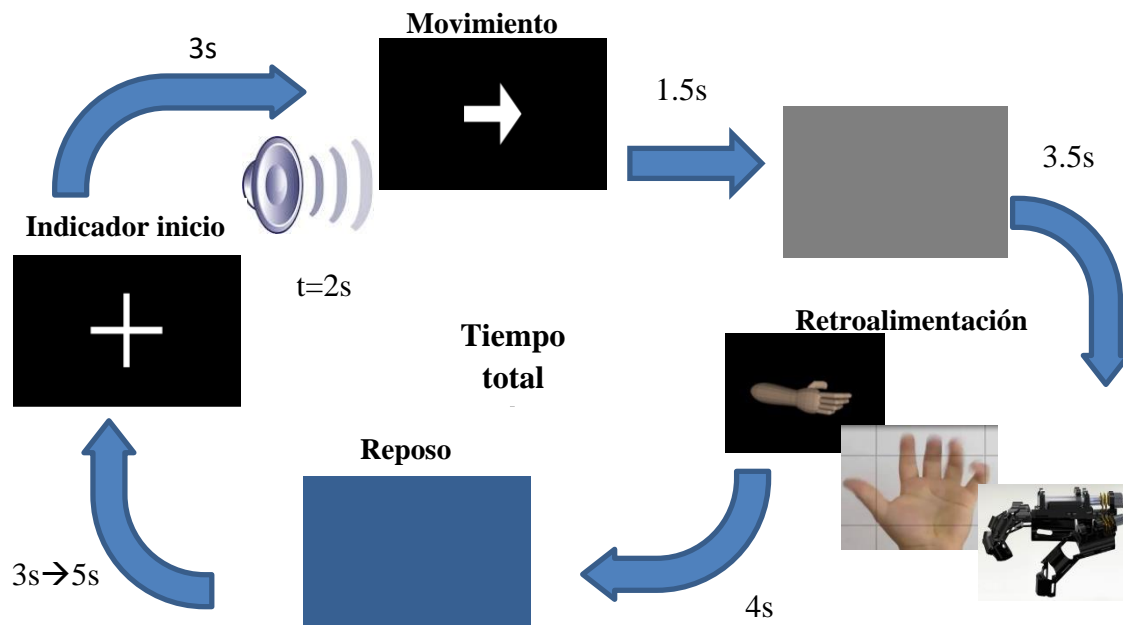 Movimiento
3s
1.5s
3.5s
Indicador inicio
t=2s
Retroalimentación
Tiempo
total
Reposo
3s→5s
4s